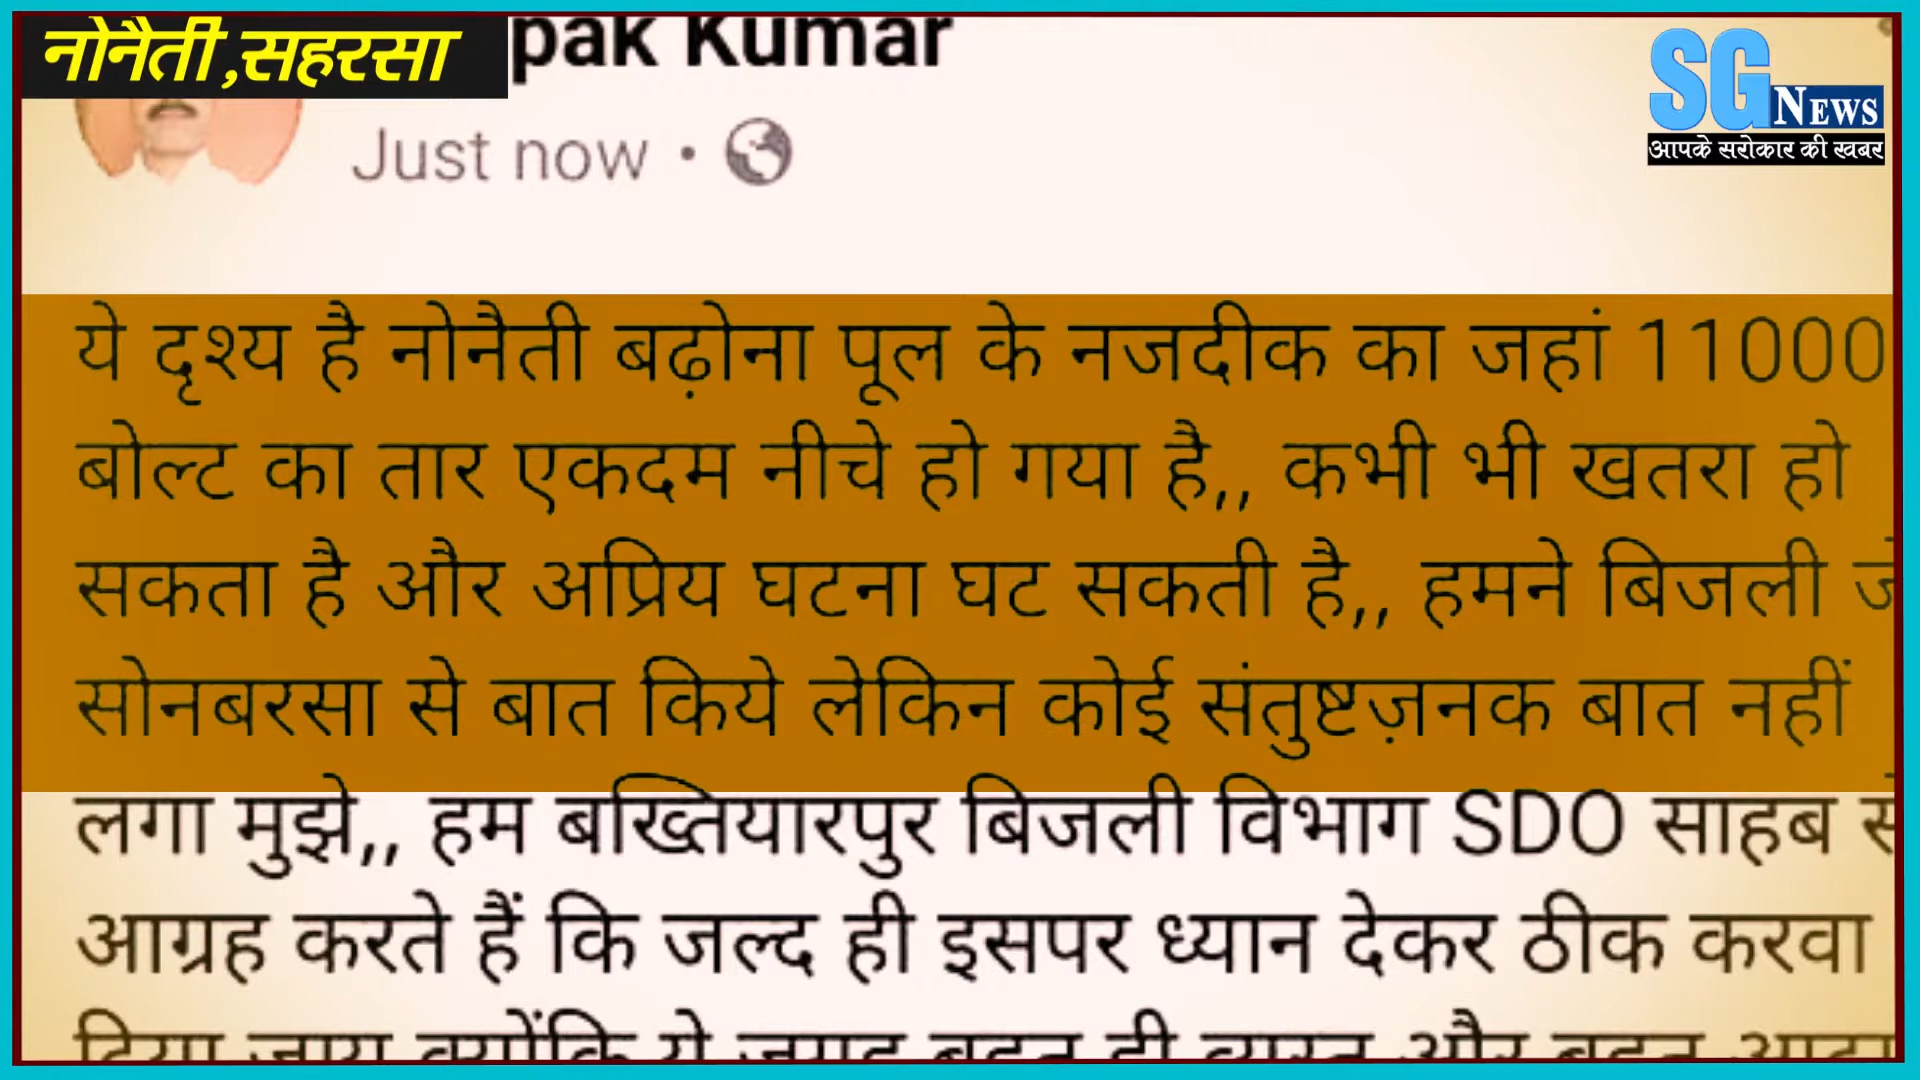 नोनैती,सहरसा
pak Kumar
SG NEWS
आपके सरोकार की खबर
Just now
ये दृश्य है नोनैती बढ़ोना पूल के नजदीक का जहां 11000
बोल्ट का तार एकदम नीचे हो गया है,, कभी भी खतरा हो
सकता है और अप्रिय घटना घट सकती है,, हमने बिजली
सोनबरसा से बात किये लेकिन कोई संतुष्टज़नक बात नहीं
लगा मुझे,, हम बख्तियारपुर बिजली विभाग SDO साहब
आग्रह करते हैं कि जल्द ही इसपर ध्यान देकर ठीक करवा